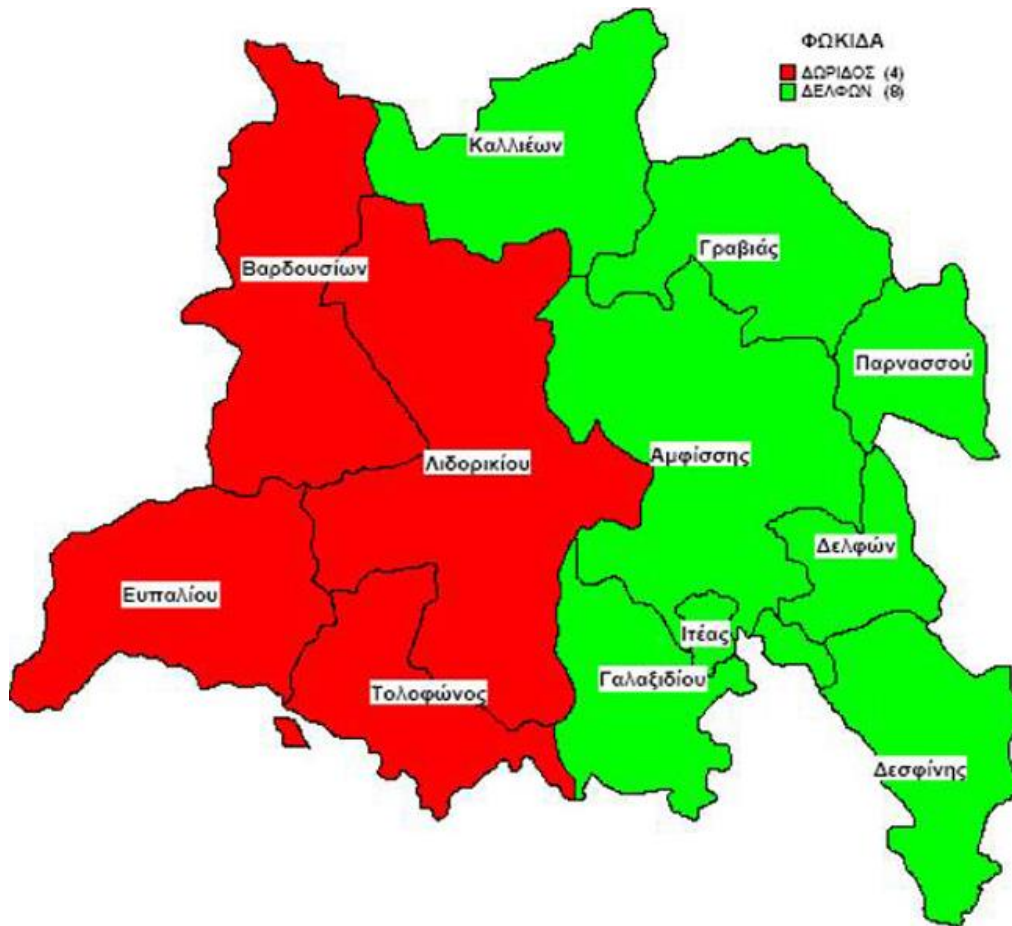 ΦΩΚΙΔΑ
ΔΩΡΙΔΟΣ (4)
ΔΕΛΦΩΝ (8)
Καλλιέων
Γραβιάς
Βαρδουσίων
Παρνασσού
Λιδορικίου
Αμφίσσης
Δελφών
Ευπαλίου
Ιτέας
Γαλαξιδίου
Τολοφώνος
Δεσφίνης